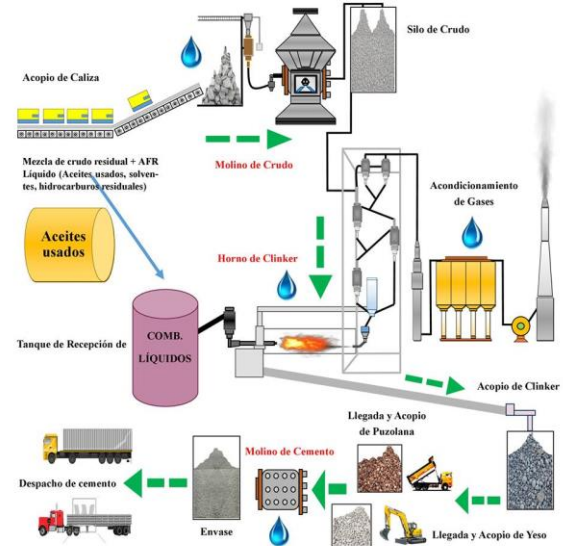 Silo de Crudo
Acopio de Caliza
Mezcla de crudo residual + AFR
Líquido (Aceites usados, solven-
tes, hidrocarburos residuales)
Molino de Crudo
Acondicionamiento
de Gases
Aceites
usados
Horno de Clinker
Tanque de Recepción de
COMB.
LÍQUIDOS
Acopio de Clinker
Llegada y Acopio
de Puzolana
Molino de Cemento
Despacho de cemento
Envase
Llegada y Acopio de Yeso